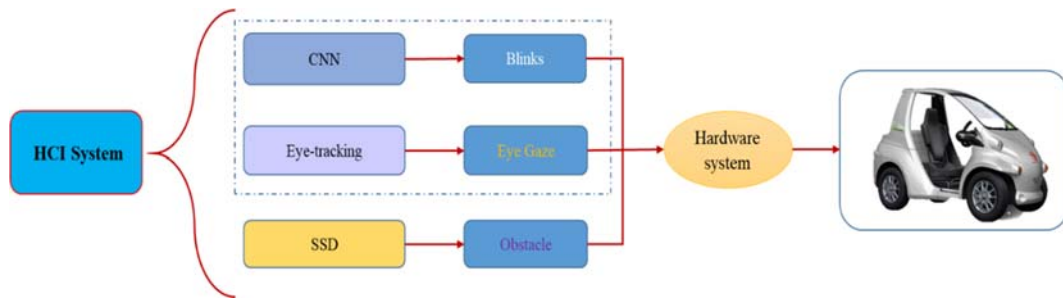 HCI System
CNN
Blinks
Eye-tracking
Eye Gaze
SSD
Obstacle
Hardware
system